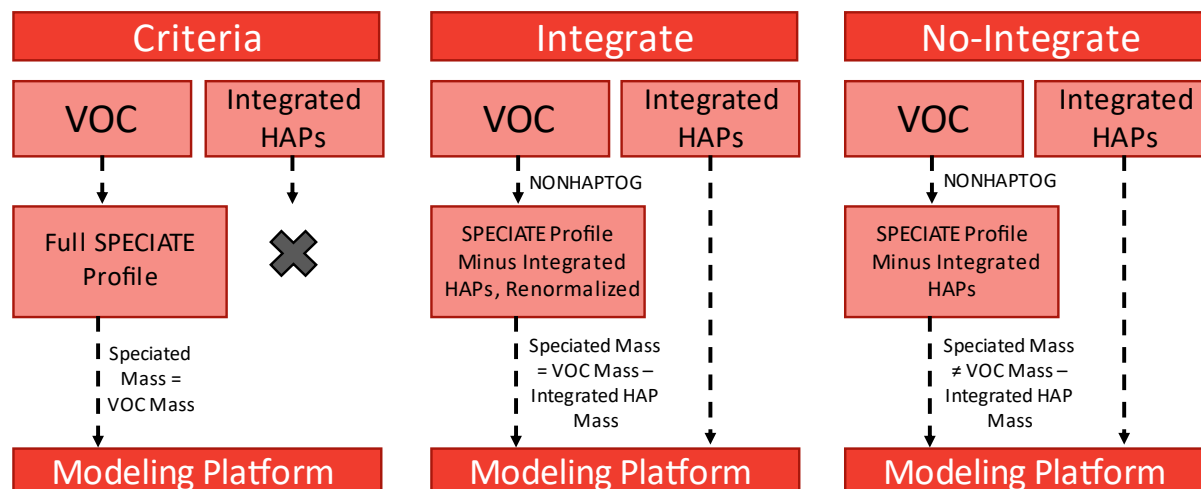 Criteria
VOC
Integrated
HAPs
Full SPECIATE
Profile
Speciated
Mass =
VOC Mass
Modeling Platform
Integrate
VOC
Integrated
HAPs
NONHAPTOG
SPECIATE Profile
Minus Integrated
HAPs, Renormalized
Speciated Mass
= VOC Mass –
Integrated HAP
Mass
Modeling Platform
No-Integrate
VOC
Integrated
HAPs
NONHAPTOG
SPECIATE Profile
Minus Integrated
HAPs
Speciated Mass
≠ VOC Mass –
Integrated HAP
Mass
Modeling Platform